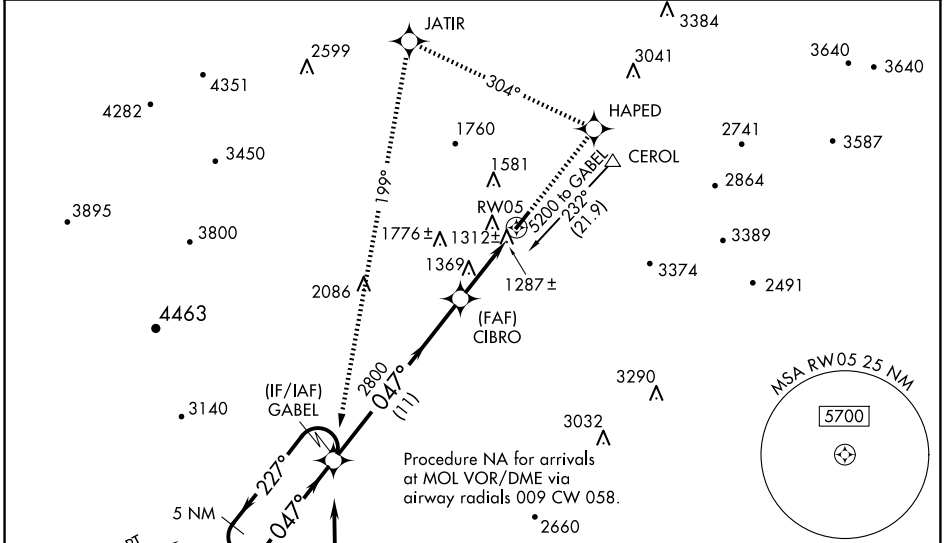 JATIR
3384
2599
3041
3640
3640
4351
4282
304°
HAPED
1760
2741
3587
3450
1581
CEROL
2864
199°
RW05
5200 to GABEL
232°
(21.9)
3895
3800
1776±
1312±
3389
1369
3374
2086
1287±
2491
4463
(FAF)
CIBRO
2800
047°
(11)
MSA RW05 25 NM
5700
3290
(IF/IAF)
GABEL
3140
3032
227°
Procedure NA for arrivals
at MOL VOR/DME via
airway radials 009 CW 058.
5 NM
047°
2660